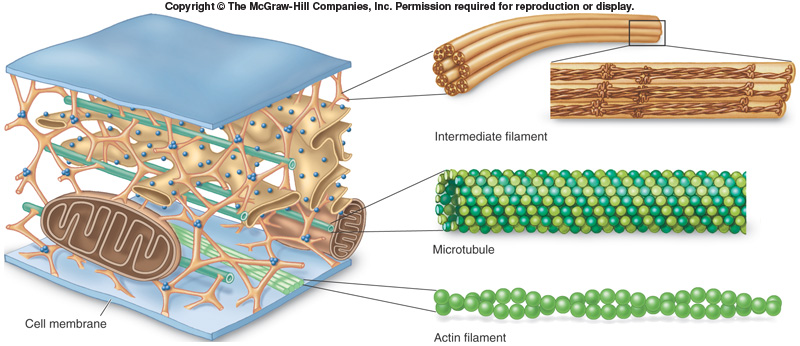 Copyright © The McGraw-Hill Companies, Inc. Permission required for reproduction or display.
Intermediate filament
Microtubule
Cell membrane
Actin filament